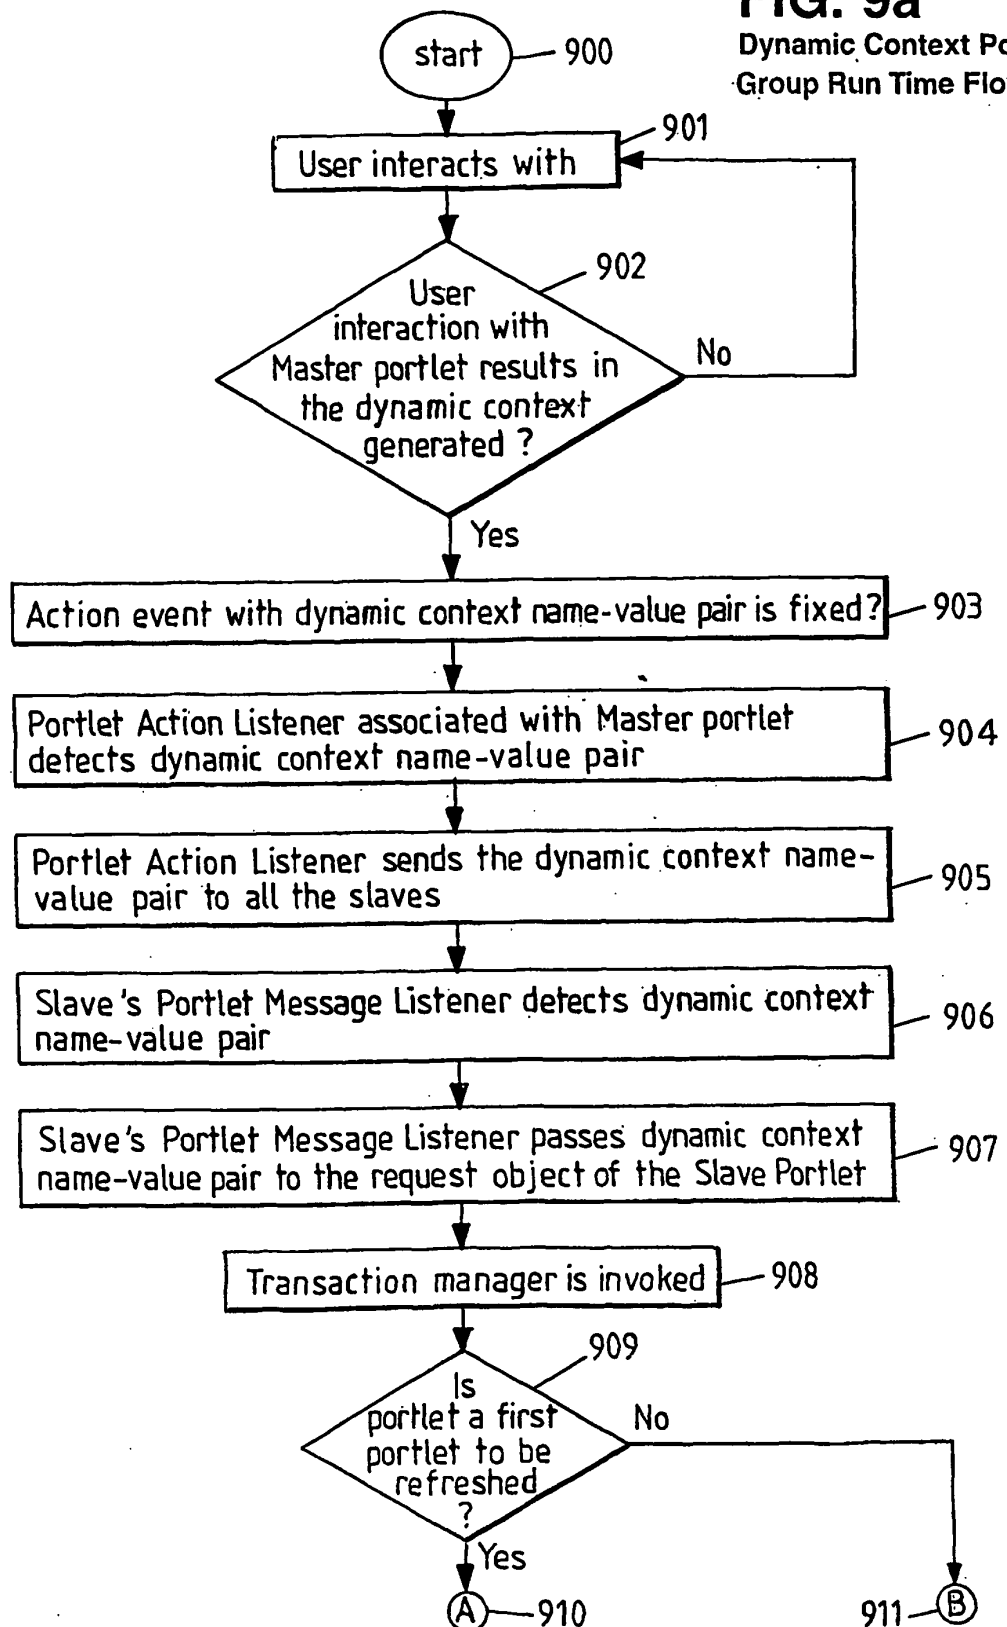 FIG. 9a
Dynamic Context Po
Group Run Time Flo
start
900
901
User interacts with
902
User
interaction with
Master portlet results in
the dynamic context
generated ?
No
Yes
Action event with dynamic context name-value pair is fixed?
903
Portlet Action Listener associated with Master portlet
detects dynamic context name-value pair
904
Portlet Action Listener sends the dynamic context name-
value pair to all the slaves
905
Slave's Portlet Message Listener detects dynamic context
name-value pair
906
Slave's Portlet Message Listener passes dynamic context
name-value pair to the request object of the Slave Portlet
907
Transaction manager is invoked
908
909
Is
portlet a first
portlet to be
refreshed
?
No
Yes
A
910
911
B